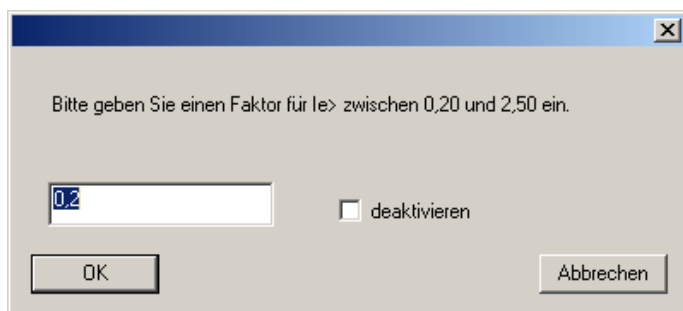 Bitte geben Sie einen Faktor für Ie> zwischen 0,20 und 2,50 ein.
0,2
deaktivieren
OK
Abbrechen